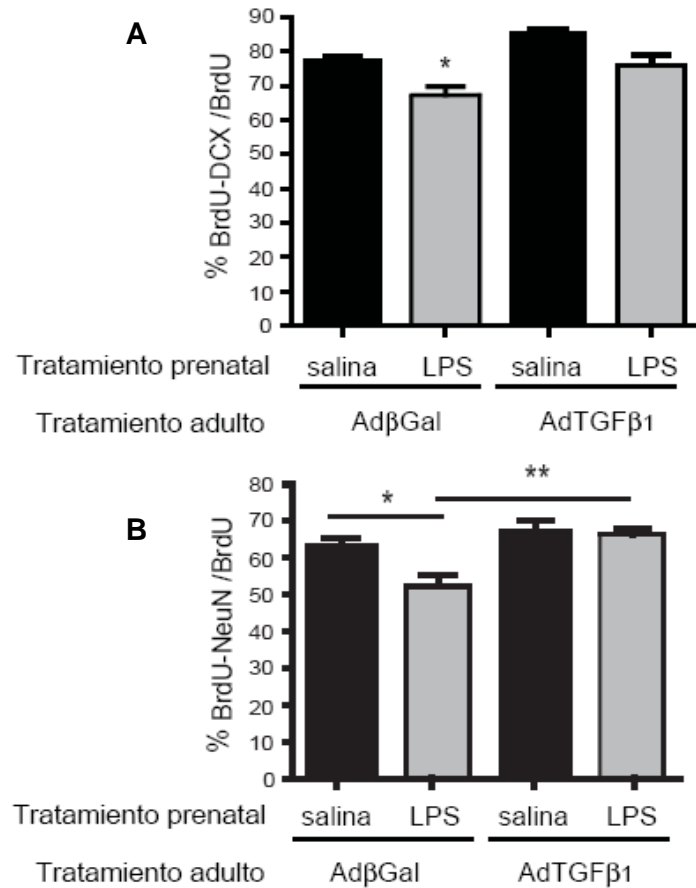 A
% BrdU-DCX /BrdU
90
80
70
60
50
40
30
20
10
0
*
Tratamiento prenatal salina LPS salina LPS
Tratamiento adulto AdβGal AdTGFβ1
B
% BrdU-NeuN /BrdU
80
70
60
50
40
30
20
10
0
* **
Tratamiento prenatal salina LPS salina LPS
Tratamiento adulto AdβGal AdTGFβ1